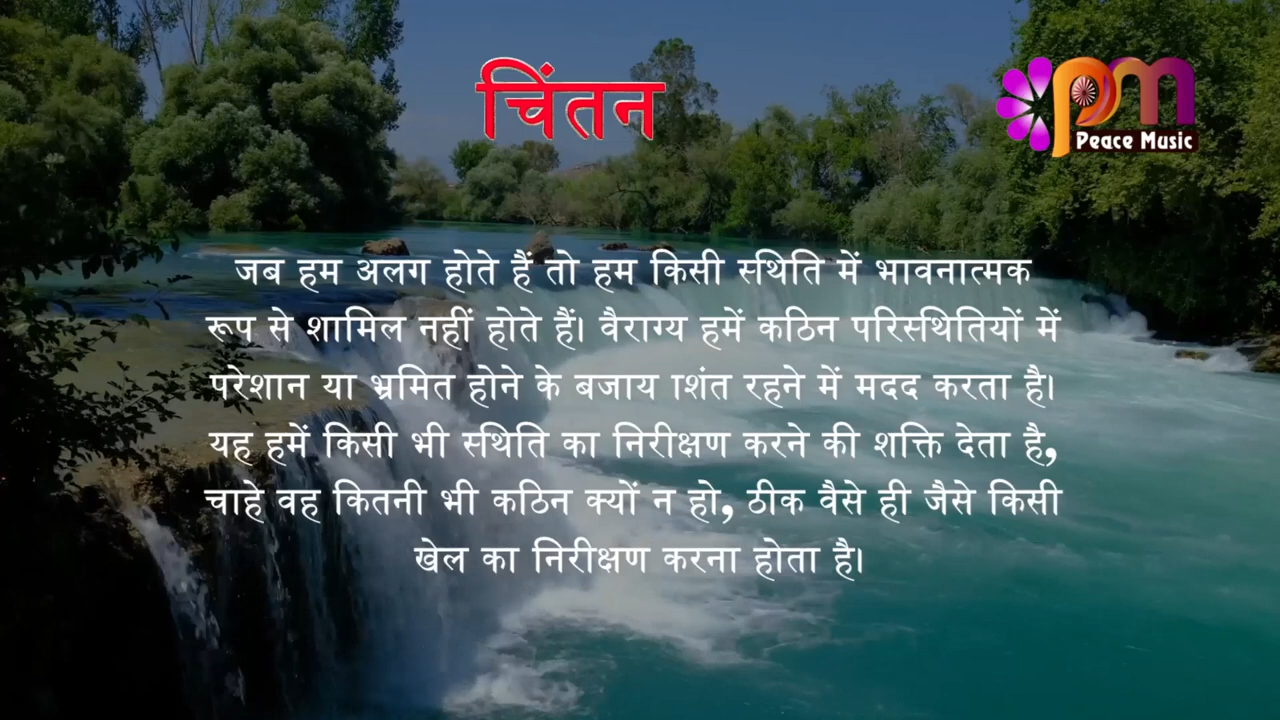 चिंतन
pm
Peace Music
जब हम अलग होते हैं तो हम किसी स्थिति में भावनात्मक
रूप से शामिल नहीं होते हैं। वैराग्य हमें कठिन परिस्थितियों में
परेशान या भ्रमित होने के बजाय ाशंत रहने में मदद करता है।
यह हमें किसी भी स्थिति का निरीक्षण करने की शक्ति देता है,
चाहे वह कितनी भी कठिन क्यों न हो, ठीक वैसे ही जैसे किसी
खेल का निरीक्षण करना होता है।